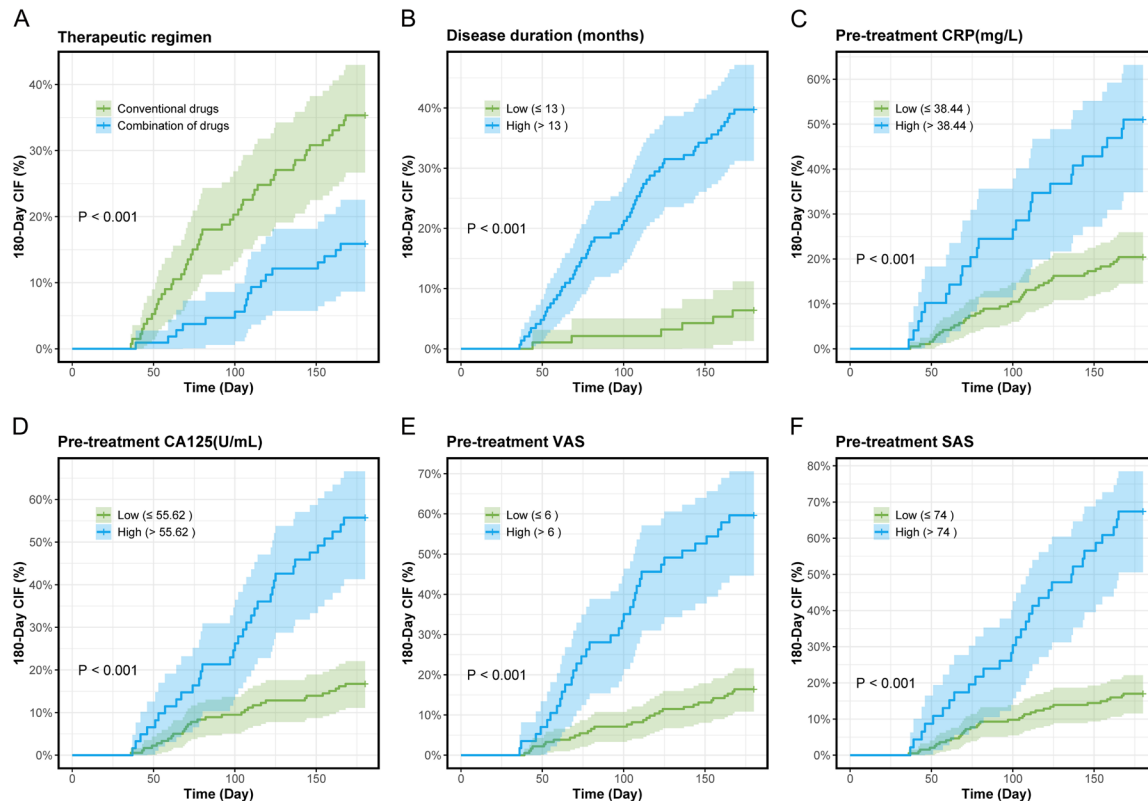 A
Therapeutic regimen
180-Day CIF (%)
40%
30%
20%
10%
0%
Conventional drugs
Combination of drugs
P < 0.001
0
50
100
150
Time (Day)
B
Disease duration (months)
180-Day CIF (%)
40%
30%
20%
10%
0%
Low (≤ 13 )
High (> 13 )
P < 0.001
0
50
100
150
Time (Day)
C
Pre-treatment CRP(mg/L)
180-Day CIF (%)
60%
50%
40%
30%
20%
10%
0%
Low (≤ 38.44 )
High (> 38.44 )
P < 0.001
0
50
100
150
Time (Day)
D
Pre-treatment CA125(U/mL)
180-Day CIF (%)
60%
50%
40%
30%
20%
10%
0%
Low (≤ 55.62 )
High (> 55.62 )
P < 0.001
0
50
100
150
Time (Day)
E
Pre-treatment VAS
180-Day CIF (%)
70%
60%
50%
40%
30%
20%
10%
0%
Low (≤ 6 )
High (> 6 )
P < 0.001
0
50
100
150
Time (Day)
F
Pre-treatment SAS
180-Day CIF (%)
80%
70%
60%
50%
40%
30%
20%
10%
0%
Low (≤ 74 )
High (> 74 )
P < 0.001
0
50
100
150
Time (Day)